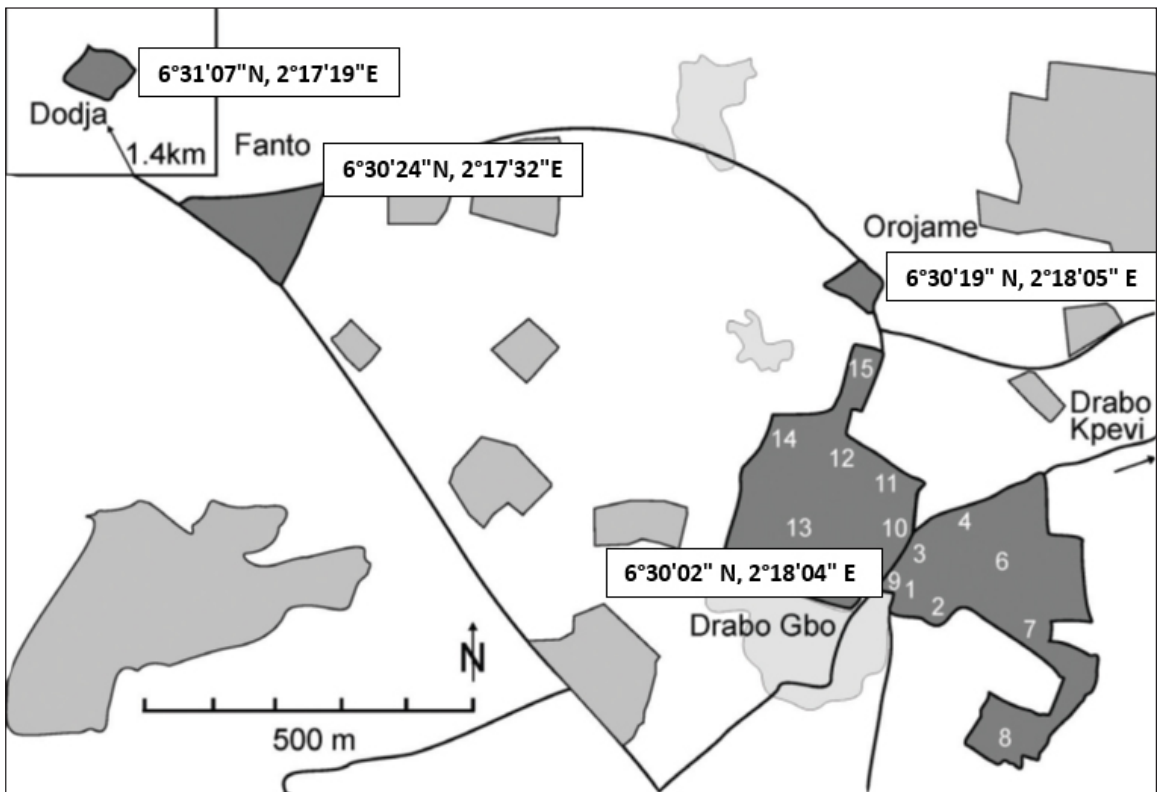 6°31'07"N, 2°17'19"E
Dodja
1.4km
Fanto
6°30'24"N, 2°17'32"E
Orojame
6°30'19" N, 2°18'05" E
15
Drabo
Kpevi
14
12
11
13
10
4
3
6
6°30'02" N, 2°18'04" E
9
1
2
Drabo Gbo
7
N
500 m
8